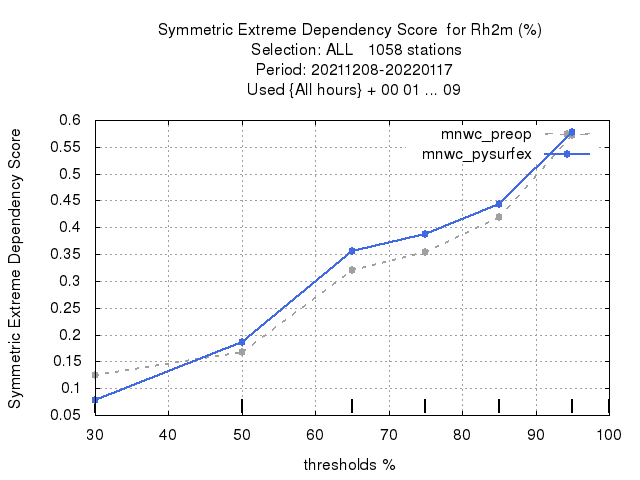 Symmetric Extreme Dependency Score  for Rh2m (%)
Selection: ALL   1058 stations
Period: 20211208-20220117
Used {All hours} + 00 01 ... 09
Symmetric Extreme Dependency Score
0.6
0.55
0.5
0.45
0.4
0.35
0.3
0.25
0.2
0.15
0.1
0.05
mnwc_preop
mnwc_pysurfex
30 40 50 60 70 80 90 100
thresholds %